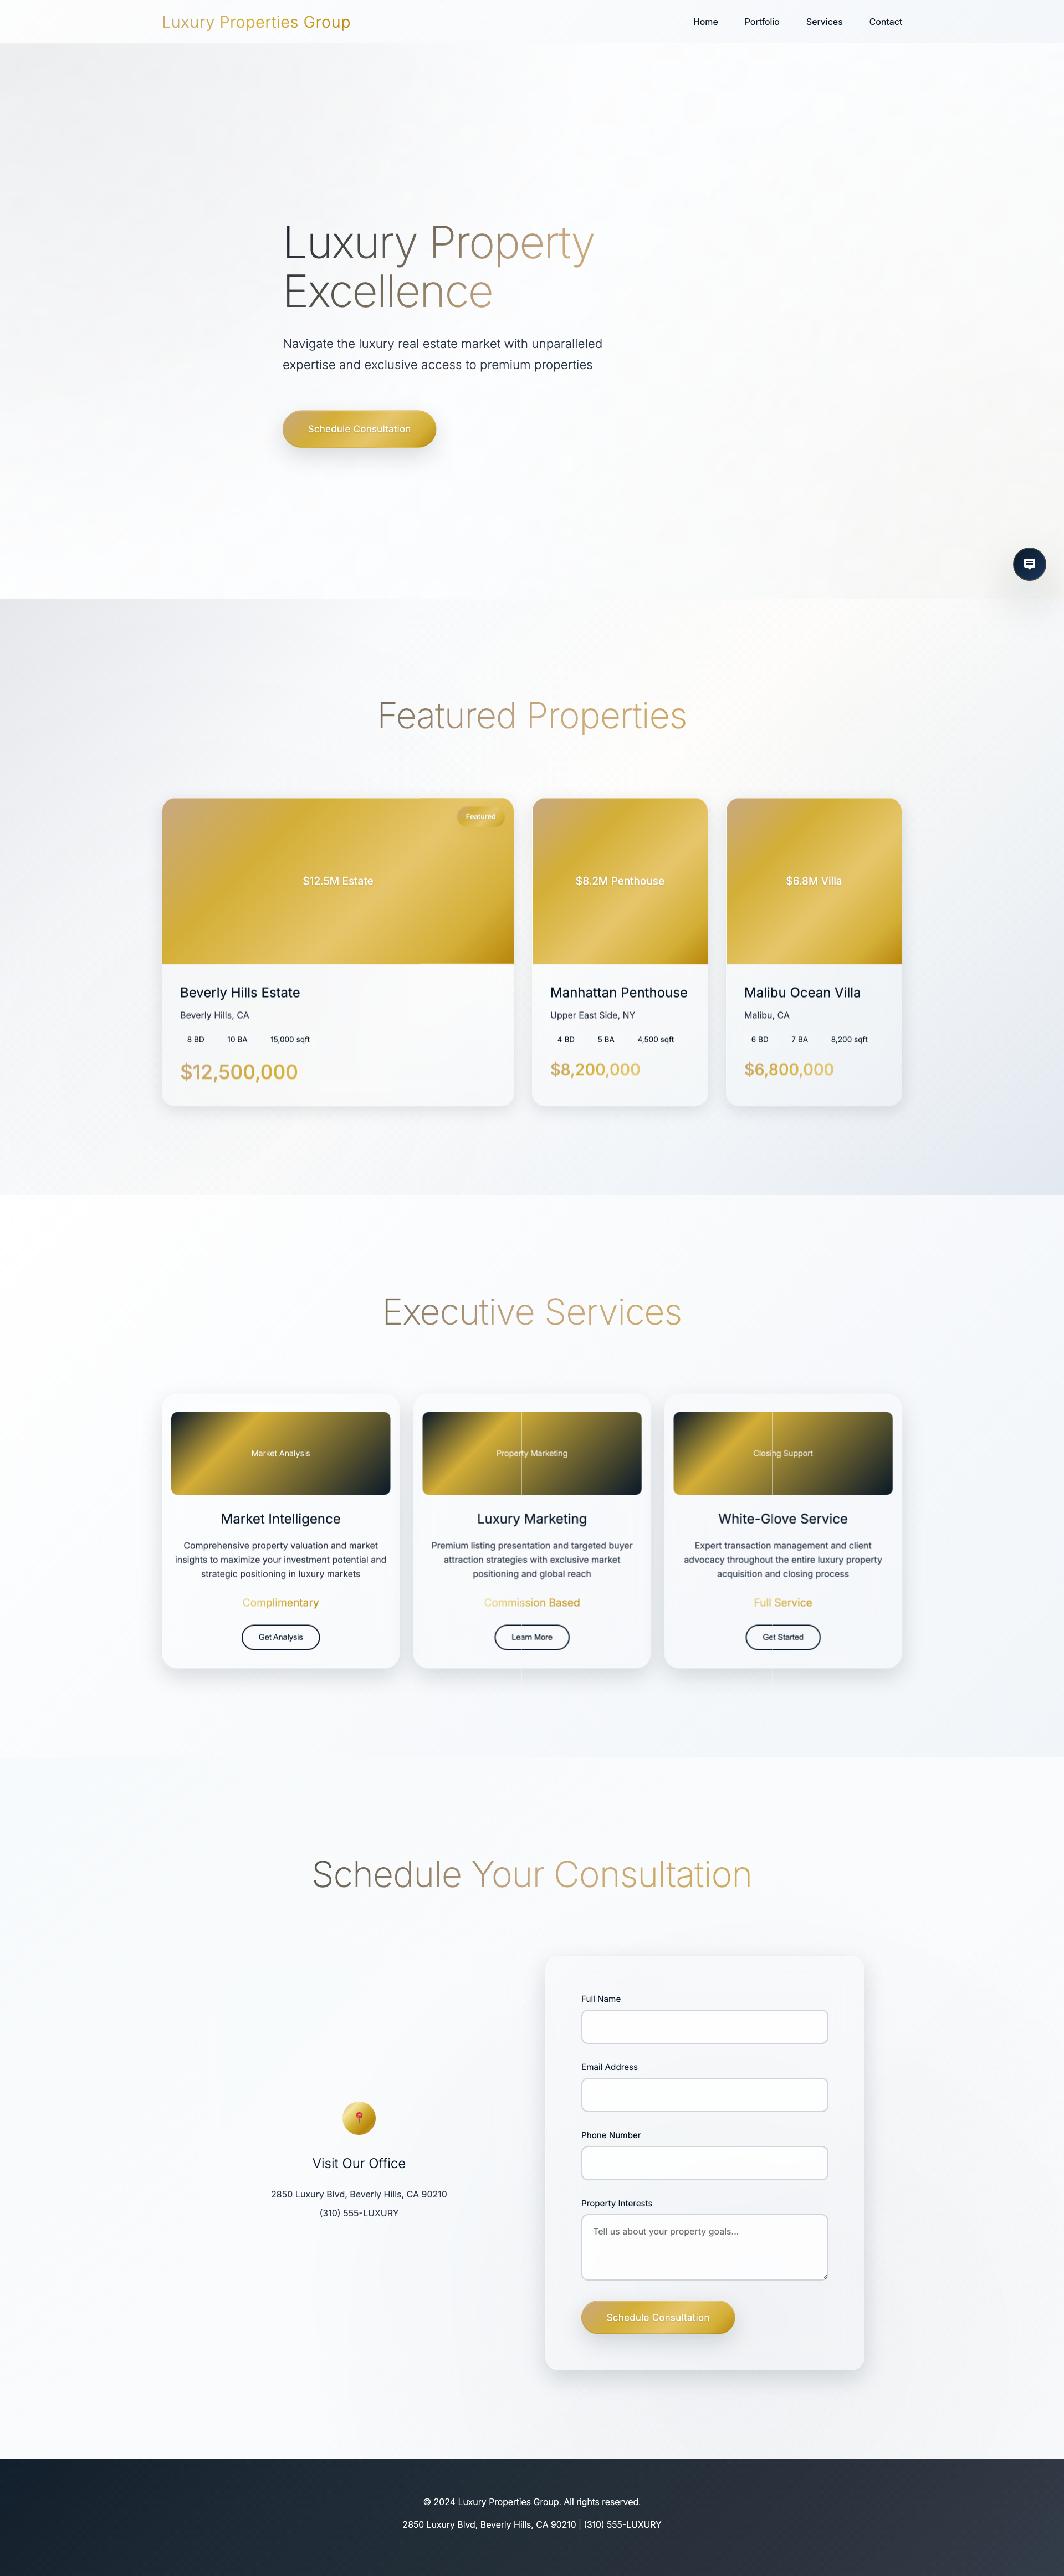 Luxury Properties Group
Home
Portfolio
Services
Contact
Luxury Property
Excellence
Navigate the luxury real estate market with unparalleled
expertise and exclusive access to premium properties
Schedule Consultation
Featured Properties
Featured
$12.5M Estate
Beverly Hills Estate
Beverly Hills, CA
8 BD
10 BA
15,000 sqft
$12,500,000
$8.2M Penthouse
Manhattan Penthouse
Upper East Side, NY
4 BD
5 BA
4,500 sqft
$8,200,000
$6.8M Villa
Malibu Ocean Villa
Malibu, CA
6 BD
7 BA
8,200 sqft
$6,800,000
Executive Services
Market Analysis
Market Intelligence
Comprehensive property valuation and market
insights to maximize your investment potential and
strategic positioning in luxury markets
Complimentary
Get Analysis
Property Marketing
Luxury Marketing
Premium listing presentation and targeted buyer
attraction strategies with exclusive market
positioning and global reach
Commission Based
Learn More
Closing Support
White-Glove Service
Expert transaction management and client
advocacy throughout the entire luxury property
acquisition and closing process
Full Service
Get Started
Schedule Your Consultation
Visit Our Office
2850 Luxury Blvd, Beverly Hills, CA 90210
(310) 555-LUXURY
Full Name
Email Address
Phone Number
Property Interests
Tell us about your property goals...
Schedule Consultation
© 2024 Luxury Properties Group. All rights reserved.
2850 Luxury Blvd, Beverly Hills, CA 90210 | (310) 555-LUXURY